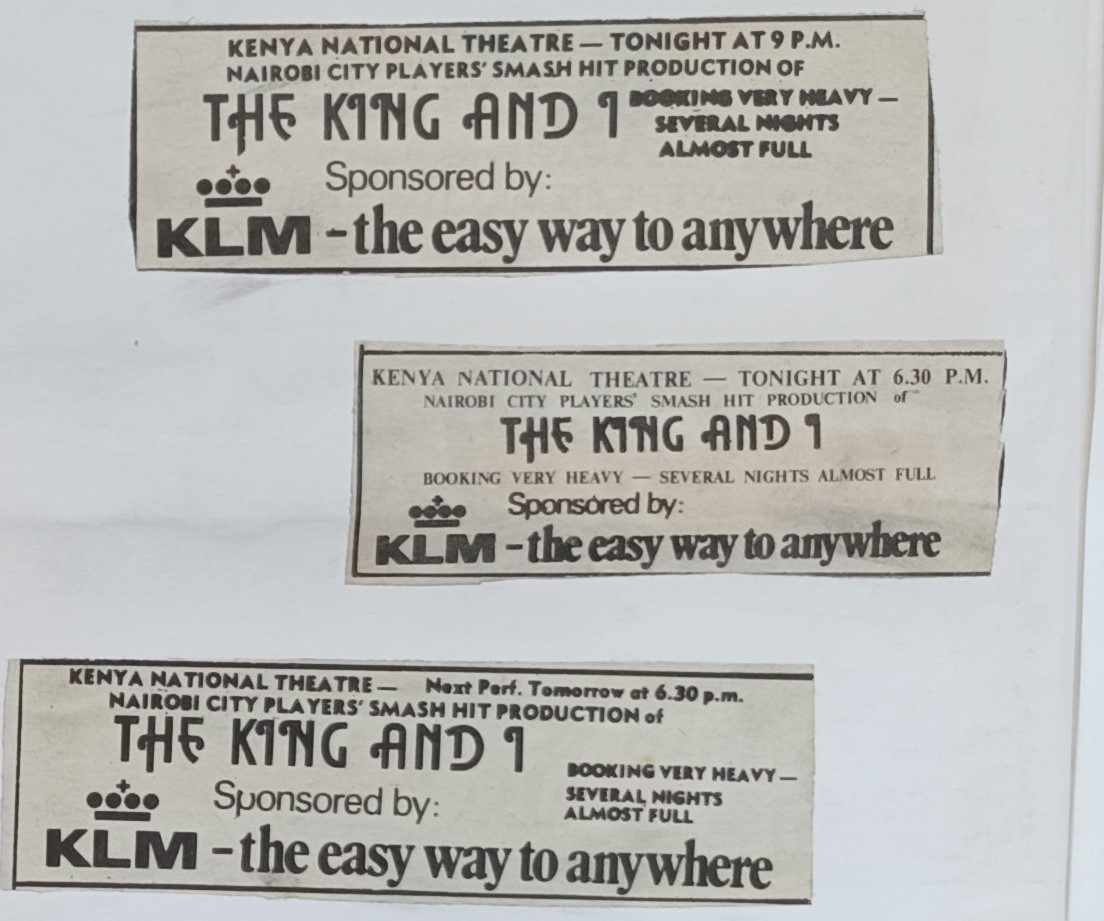 KENYA NATIONAL THEATRE — TONIGHT AT 9 P.M.
NAIROBI CITY PLAYERS' SMASH HIT PRODUCTION OF
THE KING AND I
BOOKING VERY HEAVY —
SEVERAL NIGHTS
ALMOST FULL
Sponsored by:
KLM - the easy way to anywhere
KENYA NATIONAL THEATRE — TONIGHT AT 6.30 P.M.
NAIROBI CITY PLAYERS' SMASH HIT PRODUCTION of
THE KING AND I
BOOKING VERY HEAVY — SEVERAL NIGHTS ALMOST FULL
Sponsored by:
KLM - the easy way to anywhere
KENYA NATIONAL THEATRE — Next Perf. Tomorrow at 6.30 p.m.
NAIROBI CITY PLAYERS' SMASH HIT PRODUCTION of
THE KING AND I
BOOKING VERY HEAVY —
SEVERAL NIGHTS
ALMOST FULL
Sponsored by:
KLM - the easy way to anywhere